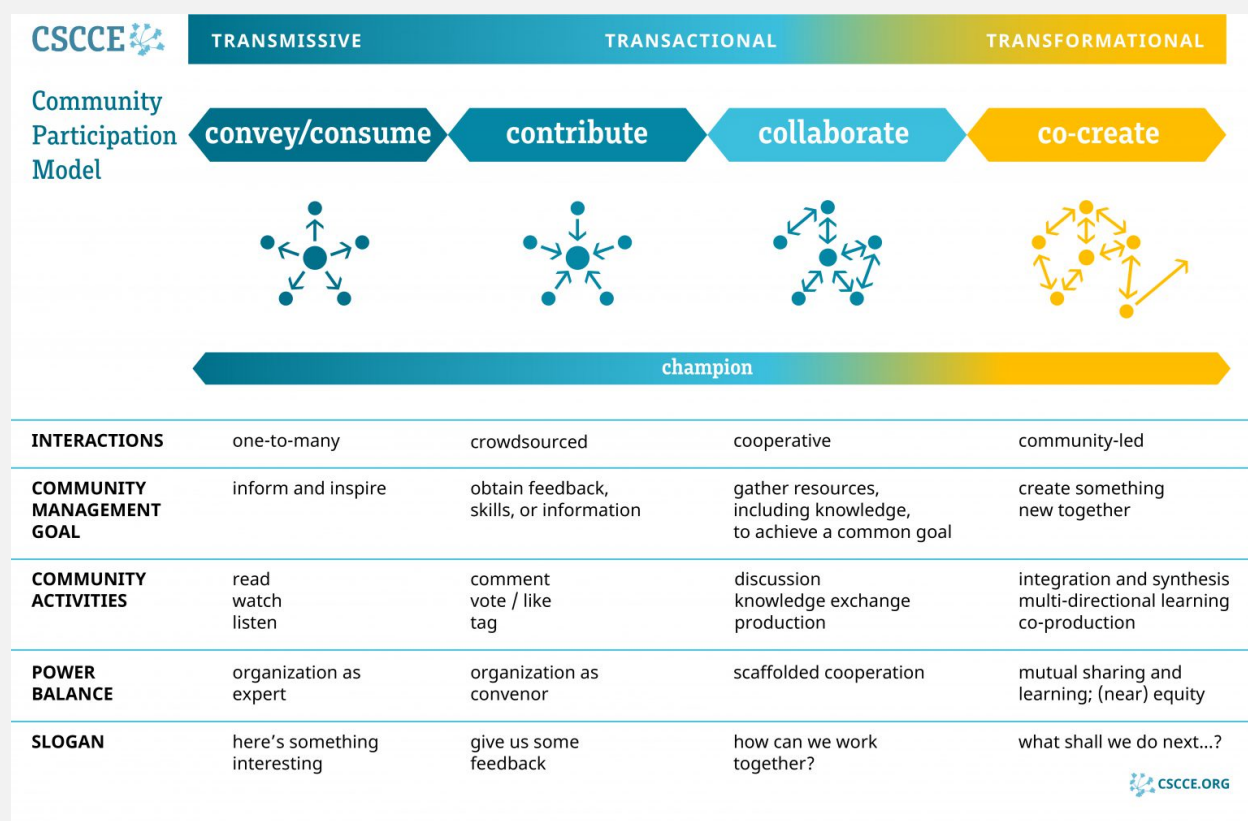 CSCCE
TRANSMISSIVE
TRANSACTIONAL
TRANSFORMATIONAL
Community
Participation
Model
convey/consume
contribute
collaborate
co-create
champion
INTERACTIONS
one-to-many
crowdsourced
cooperative
community-led
COMMUNITY
MANAGEMENT
GOAL
inform and inspire
obtain feedback,
skills, or information
gather resources,
including knowledge,
to achieve a common goal
create something
new together
COMMUNITY
ACTIVITIES
read
watch
listen
comment
vote / like
tag
discussion
knowledge exchange
production
integration and synthesis
multi-directional learning
co-production
POWER
BALANCE
organization as
expert
organization as
convenor
scaffolded cooperation
mutual sharing and
learning; (near) equity
SLOGAN
here’s something
interesting
give us some
feedback
how can we work
together?
what shall we do next...?
CSCCE.ORG